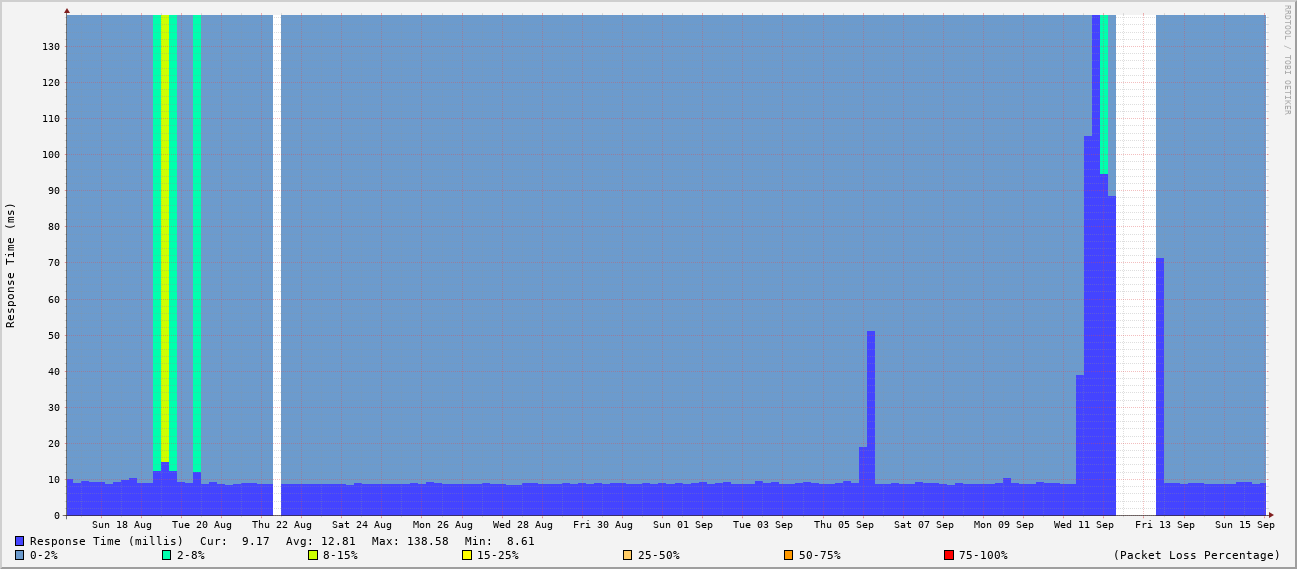 RRDTOOL / TOBI OETIKER
Response Time (ms)
130
120
110
100
90
80
70
60
50
40
30
20
10
0
Sun 18 Aug Tue 20 Aug Thu 22 Aug Sat 24 Aug Mon 26 Aug Wed 28 Aug Fri 30 Aug Sun 01 Sep Tue 03 Sep Thu 05 Sep Sat 07 Sep Mon 09 Sep Wed 11 Sep Fri 13 Sep Sun 15 Sep
Response Time (millis) Cur: 9.17 Avg: 12.81 Max: 138.58 Min: 8.61
0-2% 2-8% 8-15% 15-25% 25-50% 50-75% 75-100% (Packet Loss Percentage)